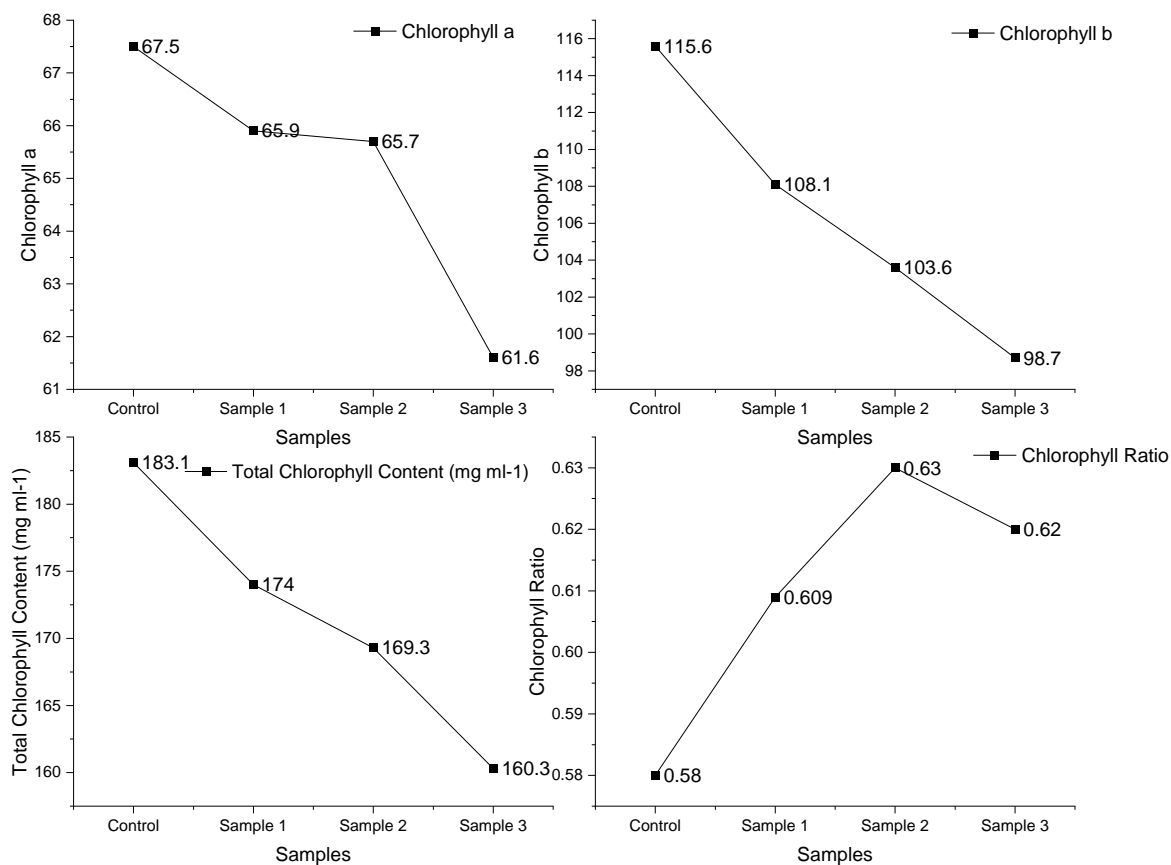 Chlorophyll a
68
67
66
65
64
63
62
61
Chlorophyll a
67.5
65.9
65.7
61.6
Control
Sample 1
Sample 2
Sample 3
Samples
Chlorophyll b
116
114
112
110
108
106
104
102
100
98
Chlorophyll b
115.6
108.1
103.6
98.7
Control
Sample 1
Sample 2
Sample 3
Samples
Total Chlorophyll Content (mg ml-1)
185
180
175
170
165
160
Total Chlorophyll Content (mg ml-1)
183.1
174
169.3
160.3
Control
Sample 1
Sample 2
Sample 3
Samples
Chlorophyll Ratio
0.63
0.62
0.61
0.60
0.59
0.58
Chlorophyll Ratio
0.58
0.609
0.63
0.62
Control
Sample 1
Sample 2
Sample 3
Samples